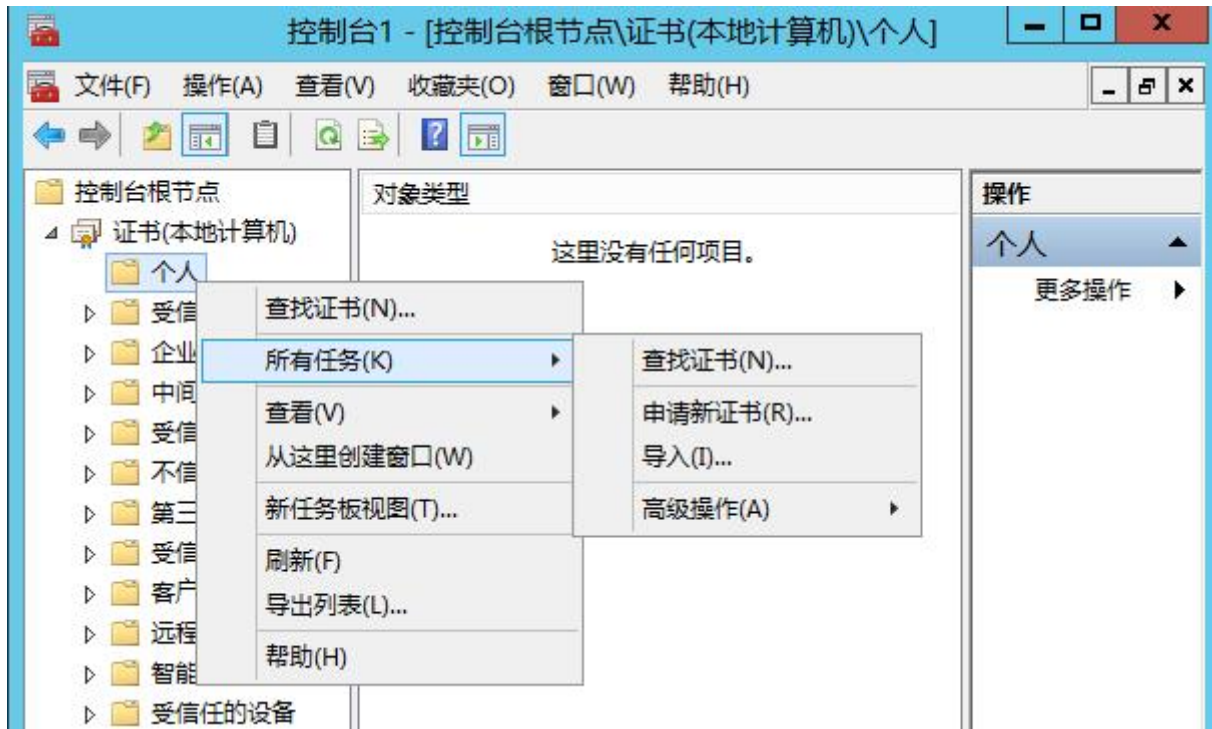 控制台1 - [控制台根节点\证书(本地计算机)\个人]
文件(F) 操作(A) 查看(V) 收藏夹(O) 窗口(W) 帮助(H)
控制台根节点
证书(本地计算机)
个人
受信
企业
中间
受信
不信
第三
受信
客户
远程
智能
受信任的设备
对象类型
这里没有任何项目。
查找证书(N)...
所有任务(K)
查看(V)
从这里创建窗口(W)
新任务板视图(T)...
刷新(F)
导出列表(L)...
帮助(H)
查找证书(N)...
申请新证书(R)...
导入(I)...
高级操作(A)
操作
个人
更多操作